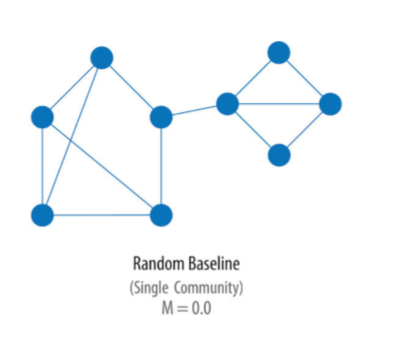 Random Baseline
(Single Community)
M = 0.0